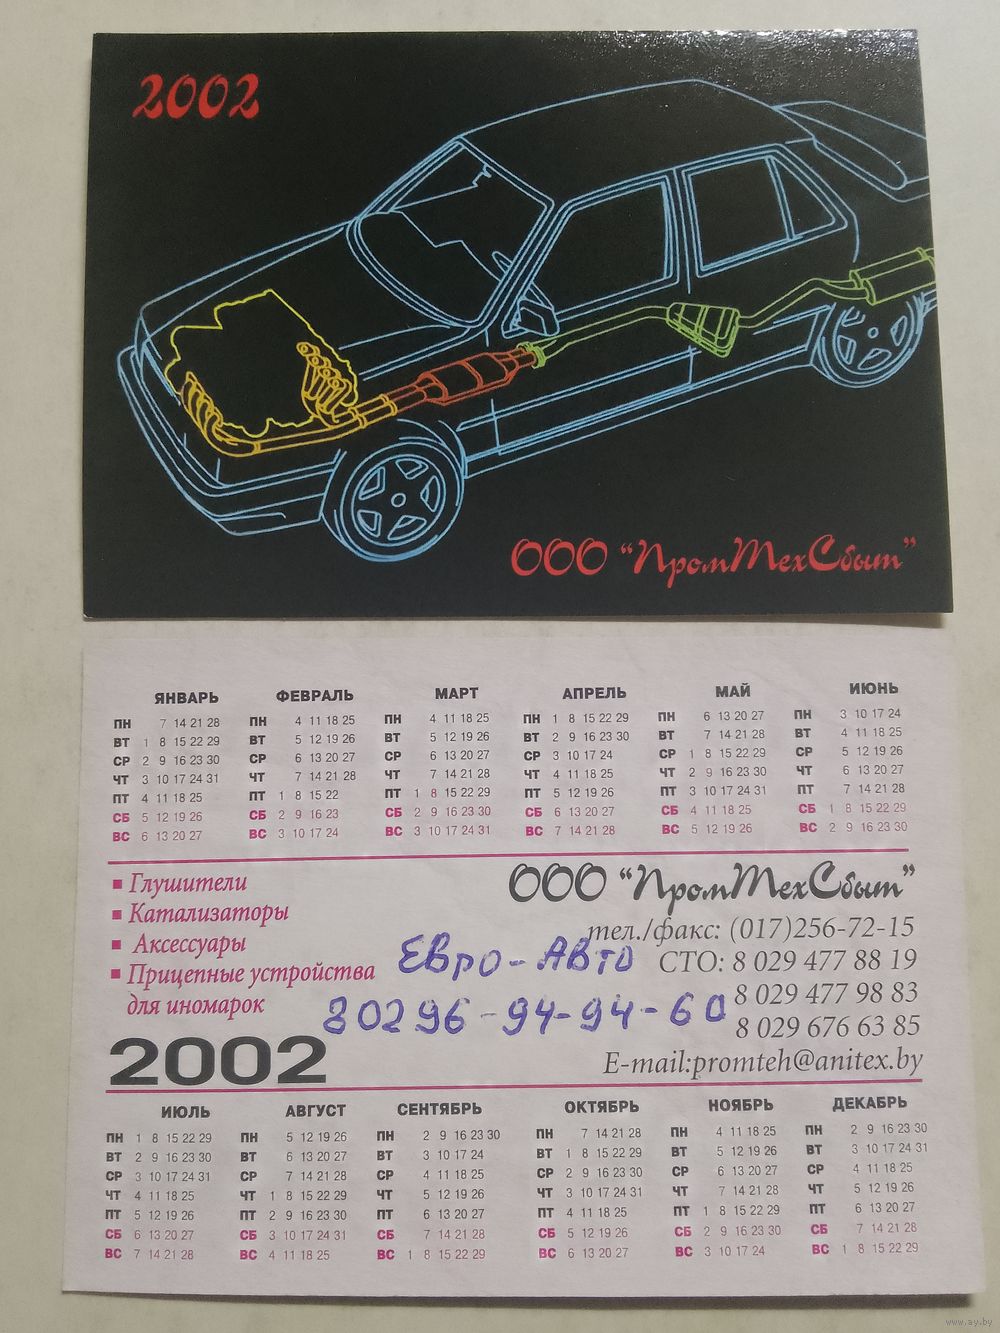 2002
ООО “ПромТехСбыт”
ЯНВАРЬ ФЕВРАЛЬ МАРТ АПРЕЛЬ МАЙ ИЮНЬ
ПН 7 14 21 28 ПН 4 11 18 25 ПН 4 11 18 25 ПН 1 8 15 22 29 ПН 6 13 20 27 ПН 3 10 17 24
ВТ 1 8 15 22 29 ВТ 5 12 19 26 ВТ 5 12 19 26 ВТ 2 9 16 23 30 ВТ 7 14 21 28 ВТ 4 11 18 25
СР 2 9 16 23 30 СР 6 13 20 27 СР 6 13 20 27 СР 3 10 17 24 СР 1 8 15 22 29 СР 5 12 19 26
ЧТ 3 10 17 24 31 ЧТ 7 14 21 28 ЧТ 7 14 21 28 ЧТ 4 11 18 25 ЧТ 2 9 16 23 30 ЧТ 6 13 20 27
ПТ 4 11 18 25 ПТ 1 8 15 22 ПТ 1 8 15 22 29 ПТ 5 12 19 26 ПТ 3 10 17 24 31 ПТ 7 14 21 28
СБ 5 12 19 26 СБ 2 9 16 23 СБ 2 9 16 23 30 СБ 6 13 20 27 СБ 4 11 18 25 СБ 1 8 15 22 29
ВС 6 13 20 27 ВС 3 10 17 24 ВС 3 10 17 24 31 ВС 7 14 21 28 ВС 5 12 19 26 ВС 2 9 16 23 30
▪ Глушители
▪ Катализаторы
▪ Аксессуары
▪ Прицепные устройства
для иномарок
2002
ООО “ПромТехСбыт”
тел./факс: (017)256-72-15
СТО: 8 029 477 88 19
8 029 477 98 83
8 029 676 63 85
E-mail:promteh@anitex.by
ЕВРО-АВТО
80296-94-94-60
ИЮЛЬ АВГУСТ СЕНТЯБРЬ ОКТЯБРЬ НОЯБРЬ ДЕКАБРЬ
ПН 1 8 15 22 29 ПН 5 12 19 26 ПН 2 9 16 23 30 ПН 7 14 21 28 ПН 4 11 18 25 ПН 2 9 16 23 30
ВТ 2 9 16 23 30 ВТ 6 13 20 27 ВТ 3 10 17 24 ВТ 1 8 15 22 29 ВТ 5 12 19 26 ВТ 3 10 17 24 31
СР 3 10 17 24 31 СР 7 14 21 28 СР 4 11 18 25 СР 2 9 16 23 30 СР 6 13 20 27 СР 4 11 18 25
ЧТ 4 11 18 25 ЧТ 1 8 15 22 29 ЧТ 5 12 19 26 ЧТ 3 10 17 24 31 ЧТ 7 14 21 28 ЧТ 5 12 19 26
ПТ 5 12 19 26 ПТ 2 9 16 23 30 ПТ 6 13 20 27 ПТ 4 11 18 25 ПТ 1 8 15 22 29 ПТ 6 13 20 27
СБ 6 13 20 27 СБ 3 10 17 24 31 СБ 7 14 21 28 СБ 5 12 19 26 СБ 2 9 16 23 30 СБ 7 14 21 28
ВС 7 14 21 28 ВС 4 11 18 25 ВС 1 8 15 22 29 ВС 6 13 20 27 ВС 3 10 17 24 ВС 1 8 15 22 29
www.ay.by